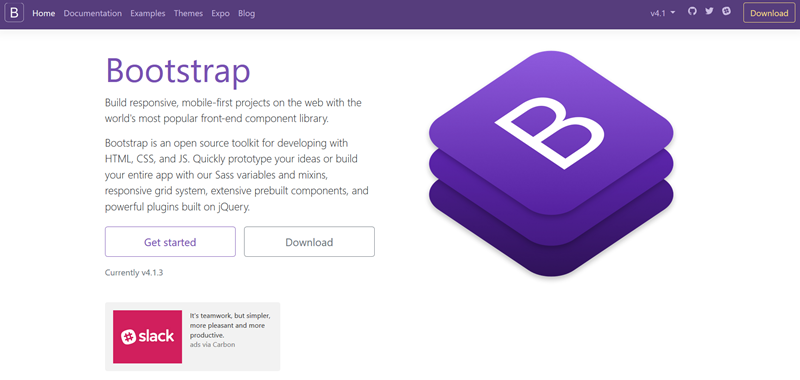 B Home Documentation Examples Themes Expo Blog v4.1 Download
Bootstrap
Build responsive, mobile-first projects on the web with the
world's most popular front-end component library.
Bootstrap is an open source toolkit for developing with
HTML, CSS, and JS. Quickly prototype your ideas or build
your entire app with our Sass variables and mixins,
responsive grid system, extensive prebuilt components, and
powerful plugins built on jQuery.
Get started Download
Currently v4.1.3
B
slack
It's teamwork, but simpler,
more pleasant and more
productive.
ads via Carbon